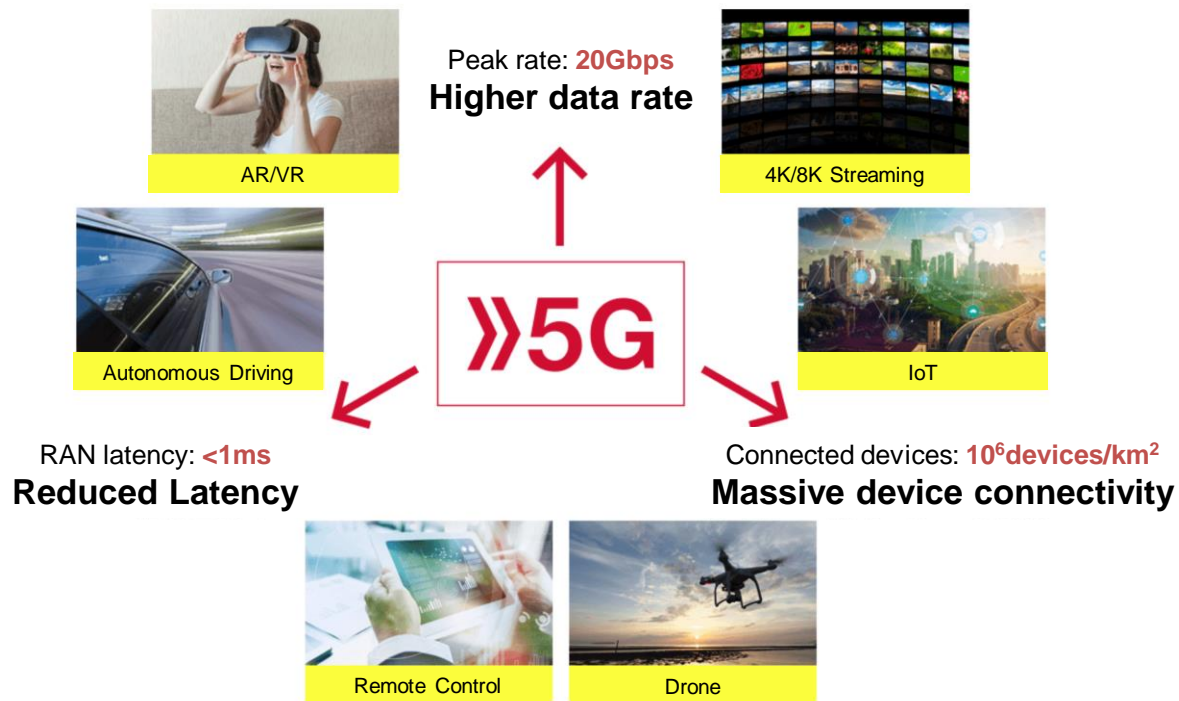 Peak rate: 20Gbps
Higher data rate
AR/VR
4K/8K Streaming
Autonomous Driving
»5G
IoT
RAN latency: <1ms
Reduced Latency
Connected devices: 10⁶devices/km²
Massive device connectivity
Remote Control
Drone